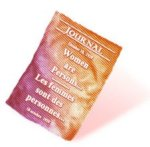 JOURNAL
Women
are
Persons
Les femmes
sont des
personnes